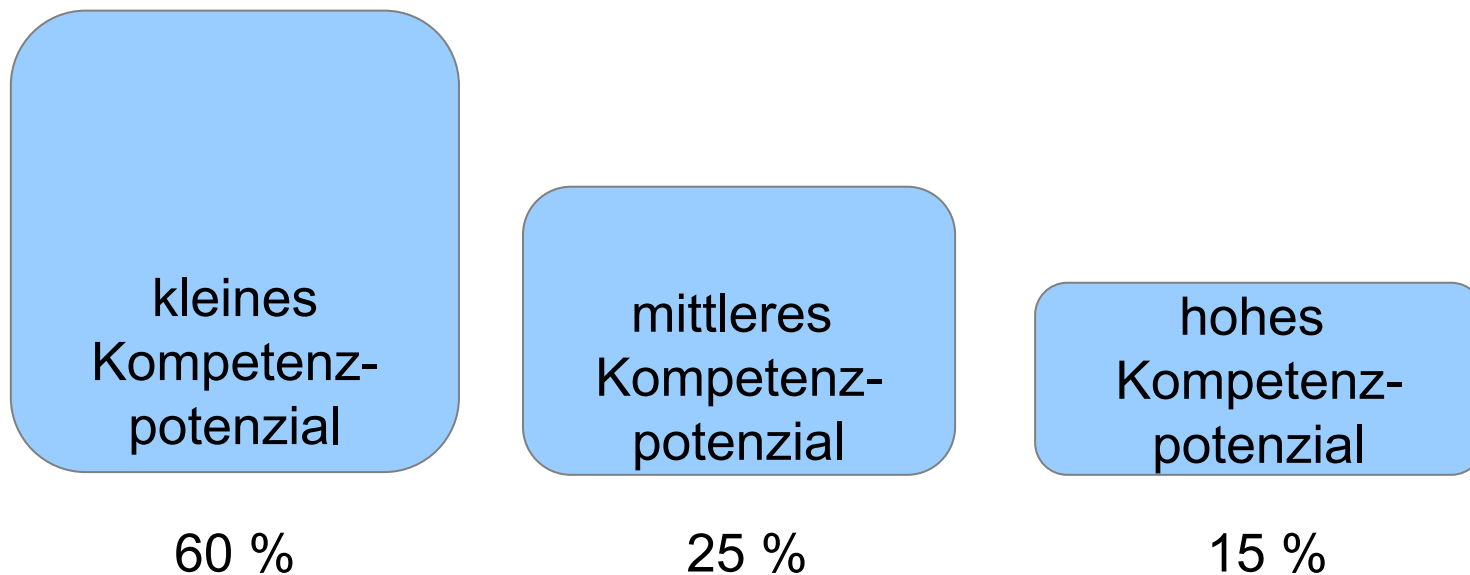 kleines
Kompetenz-
potenzial
mittleres
Kompetenz-
potenzial
hohes
Kompetenz-
potenzial
60 %
25 %
15 %